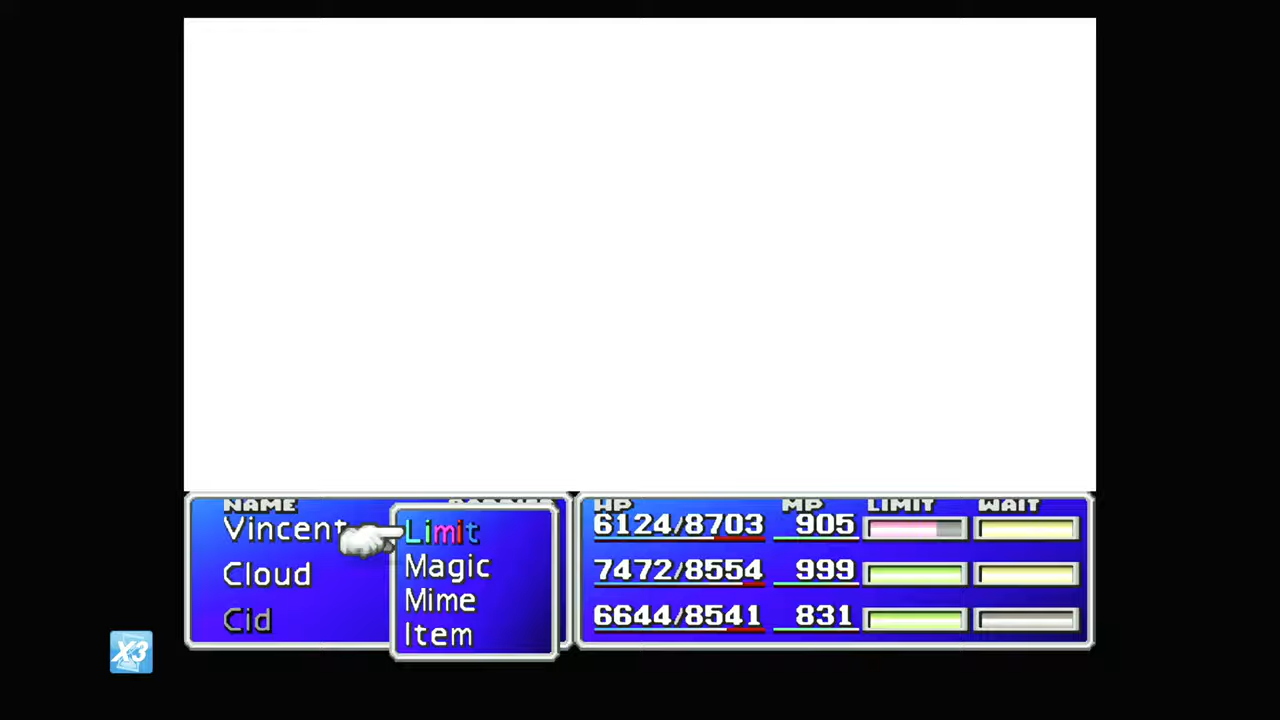 NAME BARRIER HP MP LIMIT WAIT
Vincent Limit 6124/8703 905
Magic
Cloud 7472/8554 999
Mime
Cid 6644/8541 831
Item
X3